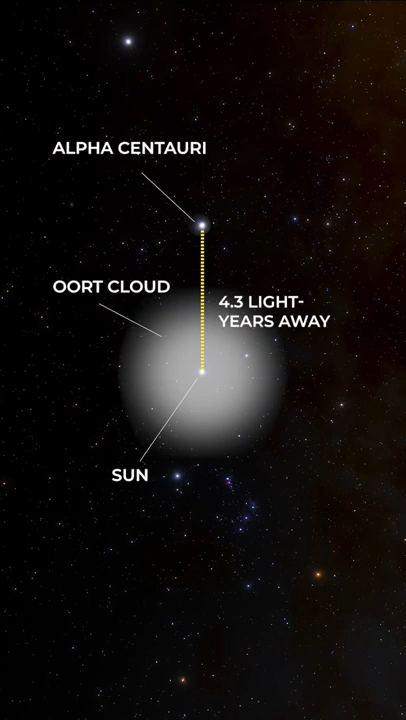 ALPHA CENTAURI
OORT CLOUD
4.3 LIGHT-
YEARS AWAY
SUN